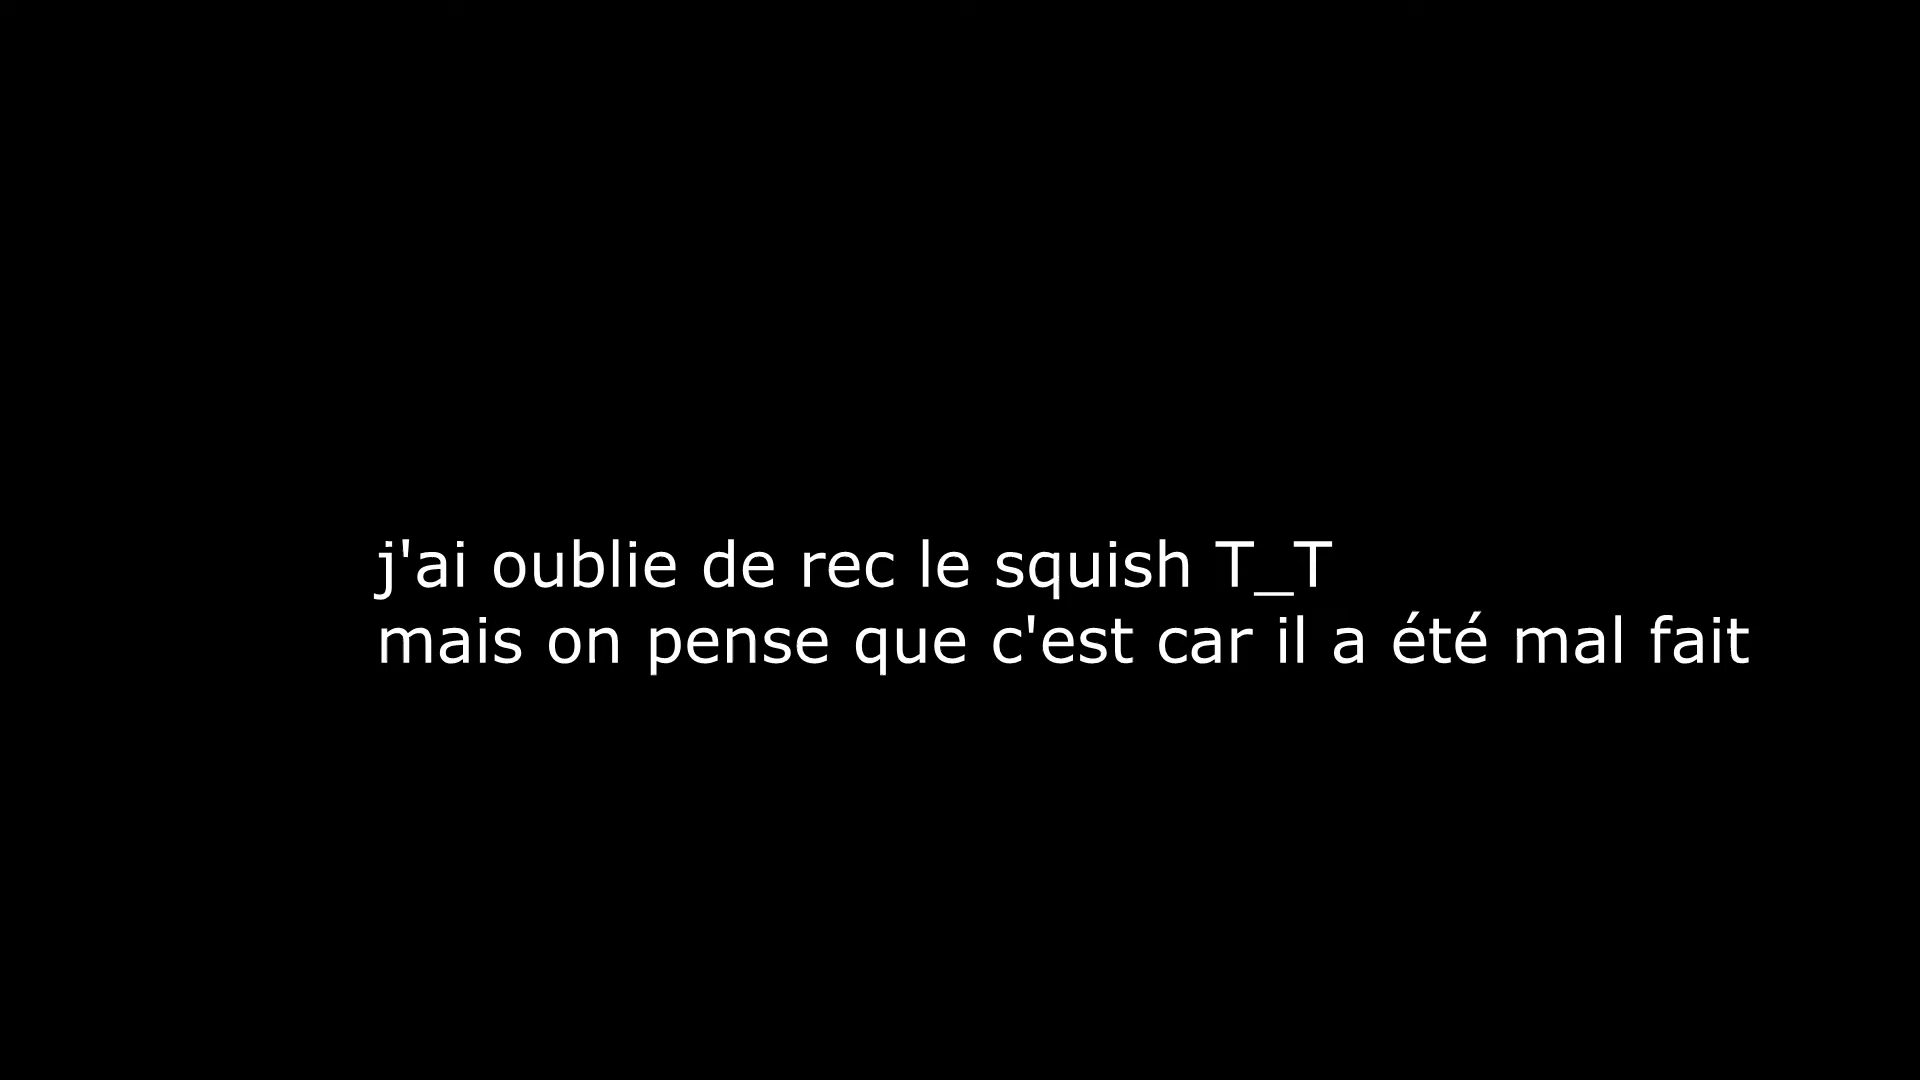 j'ai oublie de rec le squish T_T
mais on pense que c'est car il a été mal fait